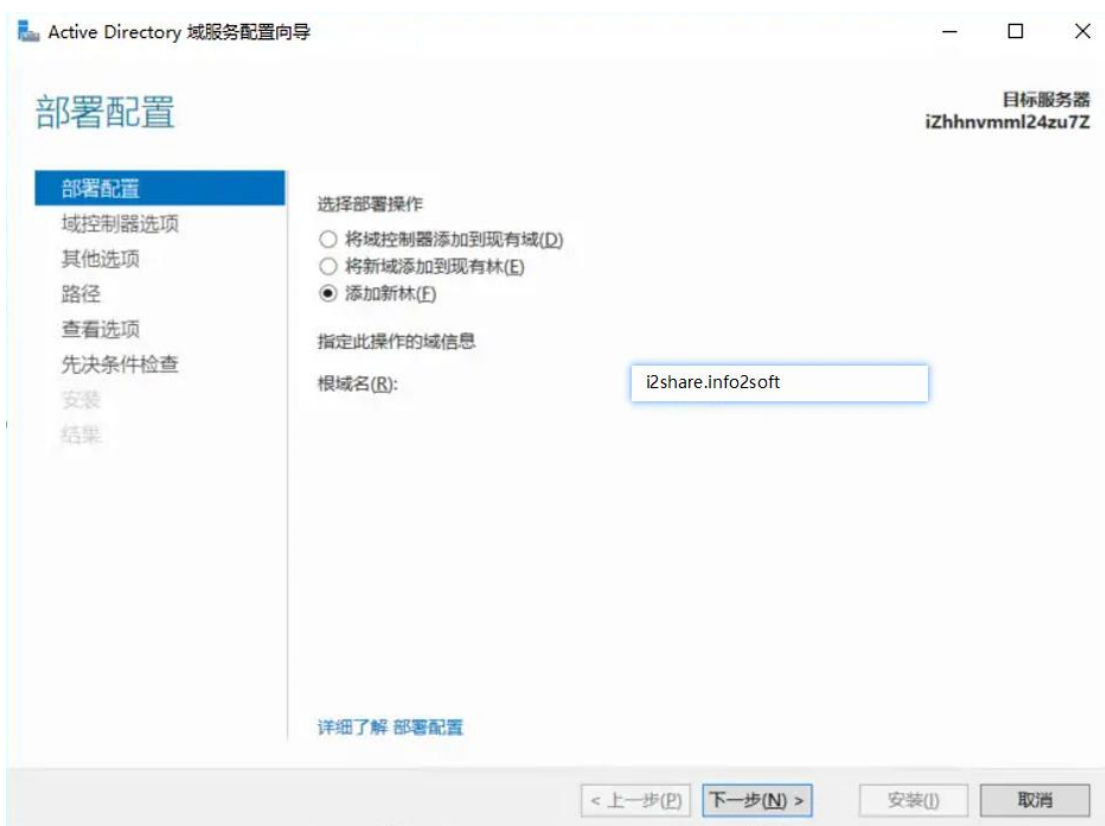 Active Directory 域服务配置向导
部署配置
目标服务器
iZhhnvmml24zu7Z
部署配置
域控制器选项
其他选项
路径
查看选项
先决条件检查
安装
结果
选择部署操作
将域控制器添加到现有域(D)
将新域添加到现有林(E)
添加新林(F)
指定此操作的域信息
根域名(R):
i2share.info2soft
详细了解 部署配置
< 上一步(P)
下一步(N) >
安装(I)
取消